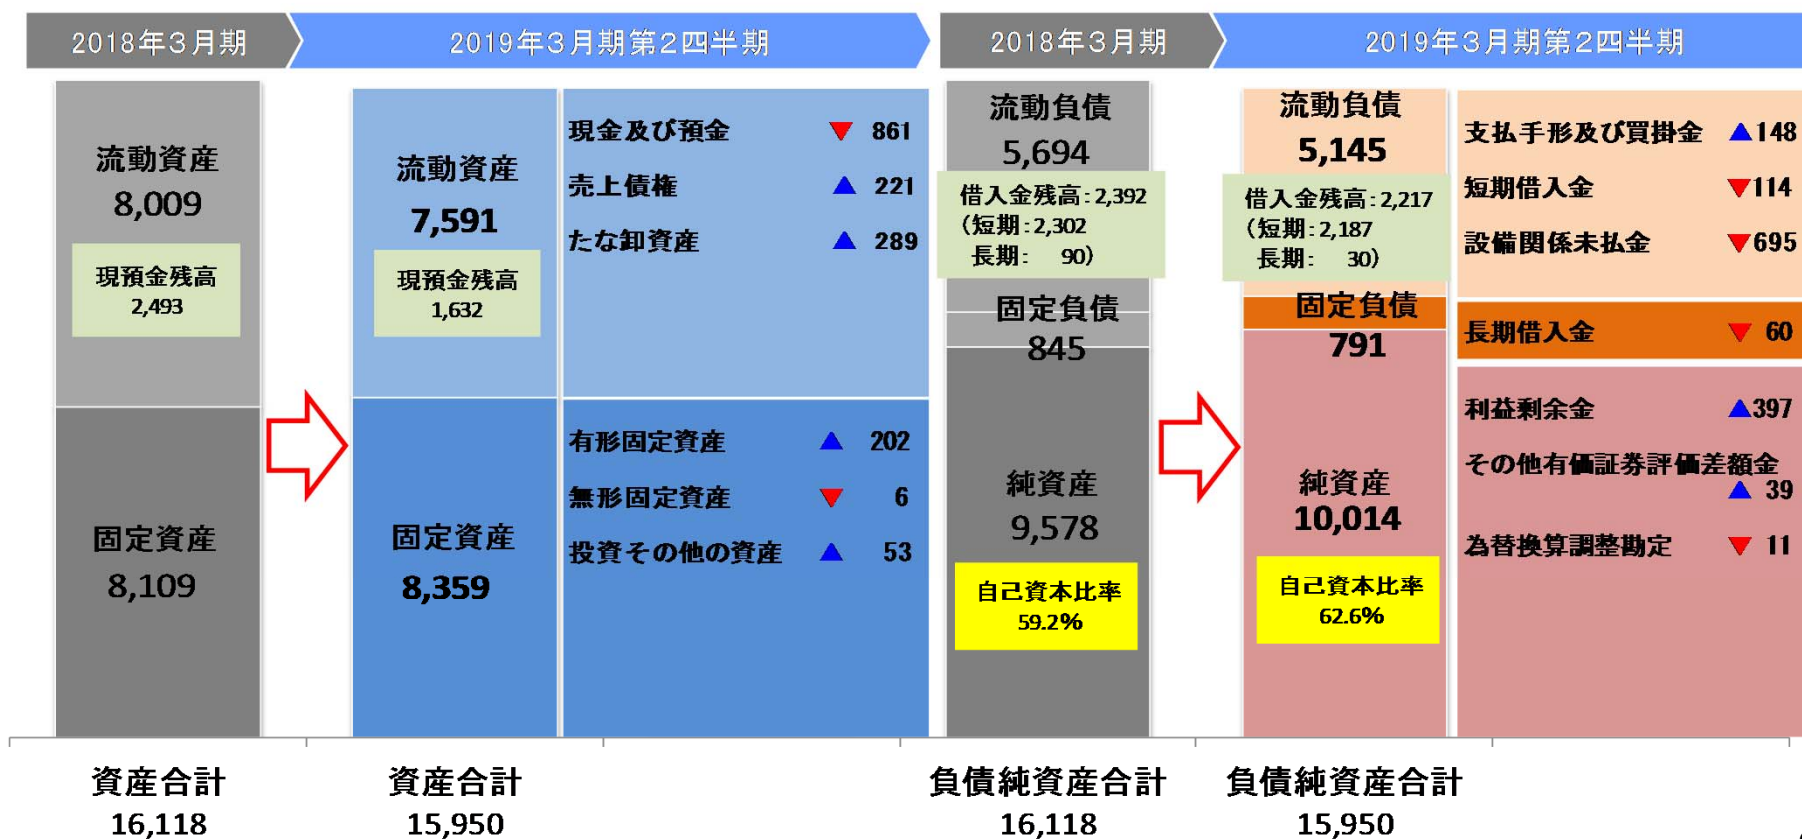 2018年3月期
2019年3月期第2四半期
2018年3月期
2019年3月期第2四半期
流動資産
8,009
現預金残高
2,493
固定資産
8,109
流動資産
7,591
現預金残高
1,632
固定資産
8,359
現金及び預金 ▼ 861
売上債権 ▲ 221
たな卸資産 ▲ 289
有形固定資産 ▲ 202
無形固定資産 ▼ 6
投資その他の資産 ▲ 53
流動負債
5,694
借入金残高:2,392
(短期:2,302
長期: 90)
固定負債
845
純資産
9,578
自己資本比率
59.2%
流動負債
5,145
借入金残高:2,217
(短期:2,187
長期: 30)
固定負債
791
純資産
10,014
自己資本比率
62.6%
支払手形及び買掛金 ▲148
短期借入金 ▼114
設備関係未払金 ▼695
長期借入金 ▼ 60
利益剰余金 ▲397
その他有価証券評価差額金
▲ 39
為替換算調整勘定 ▼ 11
資産合計
16,118
資産合計
15,950
負債純資産合計
16,118
負債純資産合計
15,950